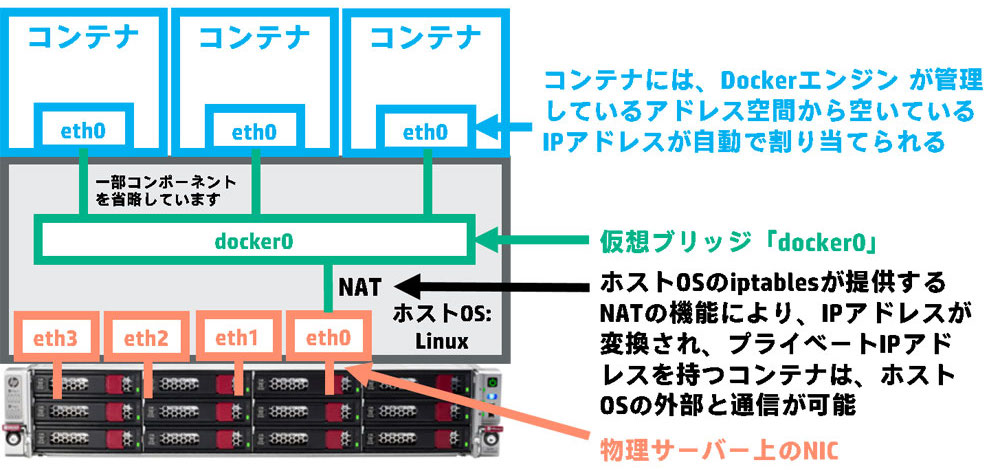 コンテナ
コンテナ
コンテナ
eth0
eth0
eth0
コンテナには、Dockerエンジン が管理
しているアドレス空間から空いている
IPアドレスが自動で割り当てられる
一部コンポーネント
を省略しています
docker0
仮想ブリッジ「docker0」
NAT
ホストOS:
Linux
ホストOSのiptablesが提供する
NATの機能により、IPアドレスが
変換され、プライベートIPアド
レスを持つコンテナは、ホスト
OSの外部と通信が可能
eth3
eth2
eth1
eth0
物理サーバー上のNIC